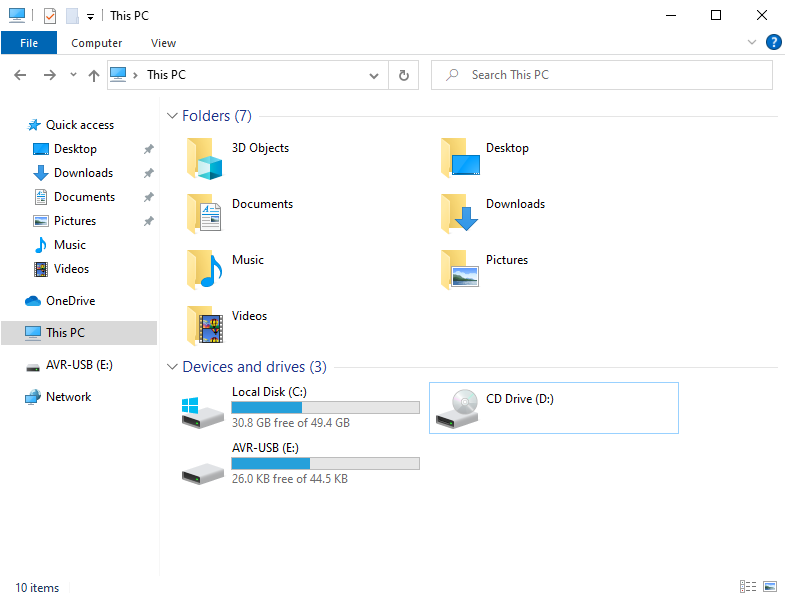 This PC
File Computer View
This PC
Search This PC
Quick access
Desktop
Downloads
Documents
Pictures
Music
Videos
OneDrive
This PC
AVR-USB (E:)
Network
Folders (7)
3D Objects
Desktop
Documents
Downloads
Music
Pictures
Videos
Devices and drives (3)
Local Disk (C:)
30.8 GB free of 49.4 GB
CD Drive (D:)
AVR-USB (E:)
26.0 KB free of 44.5 KB
10 items